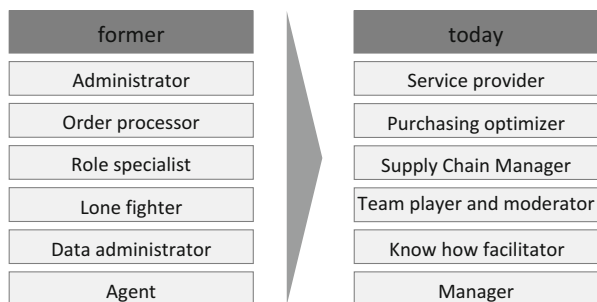 former
today
Administrator
Service provider
Order processor
Purchasing optimizer
Role specialist
Supply Chain Manager
Lone fighter
Team player and moderator
Data administrator
Know how facilitator
Agent
Manager